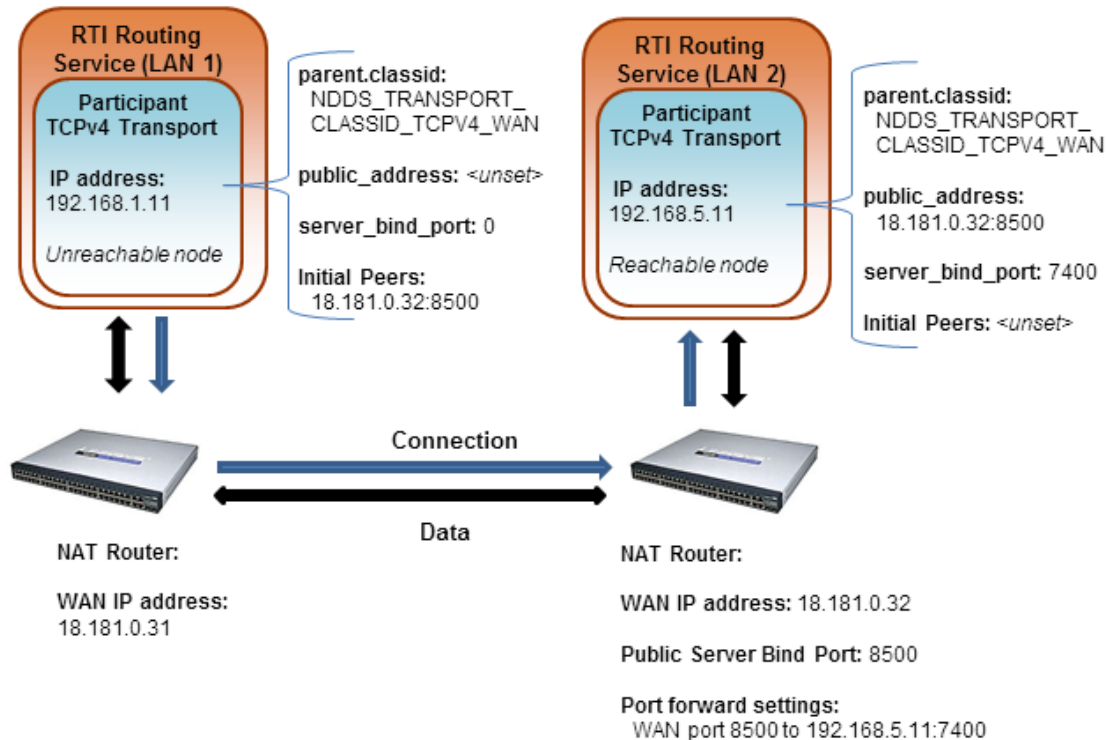 RTI Routing
Service (LAN 1)
Participant
TCPv4 Transport
IP address:
192.168.1.11
Unreachable node
parent.classid:
NDDS_TRANSPORT_
CLASSID_TCPV4_WAN
public_address: <unset>
server_bind_port: 0
Initial Peers:
18.181.0.32:8500
RTI Routing
Service (LAN 2)
Participant
TCPv4 Transport
IP address:
192.168.5.11
Reachable node
parent.classid:
NDDS_TRANSPORT_
CLASSID_TCPV4_WAN
public_address:
18.181.0.32:8500
server_bind_port: 7400
Initial Peers: <unset>
Connection
Data
NAT Router:
WAN IP address:
18.181.0.31
NAT Router:
WAN IP address: 18.181.0.32
Public Server Bind Port: 8500
Port forward settings:
WAN port 8500 to 192.168.5.11:7400